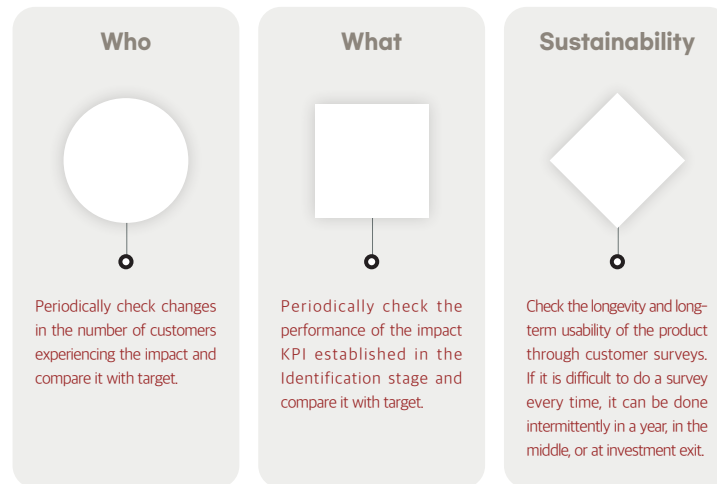 Who
Periodically check changes
in the number of customers
experiencing the impact and
compare it with target.
What
Periodically check the
performance of the impact
KPI established in the
Identification stage and
compare it with target.
Sustainability
Check the longevity and long-
term usability of the product
through customer surveys.
If it is difficult to do a survey
every time, it can be done
intermittently in a year, in the
middle, or at investment exit.